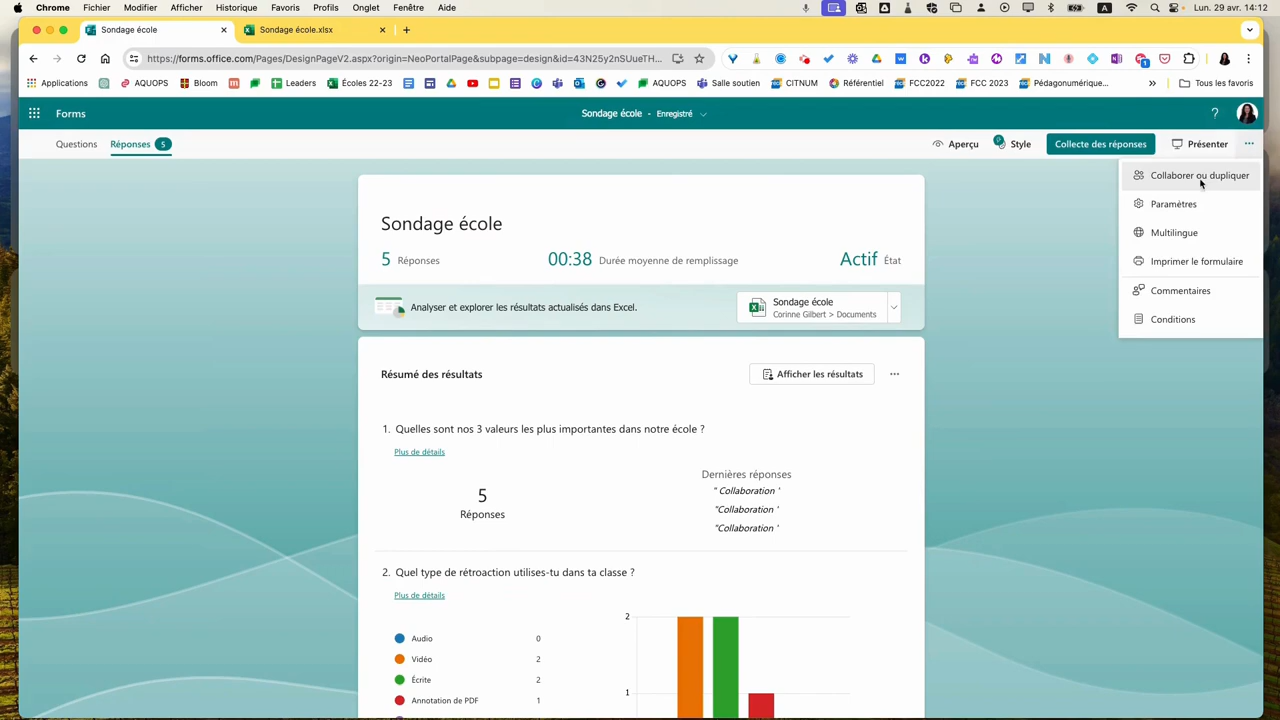 Chrome Fichier Modifier Afficher Historique Favoris Profils Onglet Fenêtre Aide A Lun. 29 avr. 14:12
Sondage école Sondage école.xlsx
https://forms.office.com/Pages/DesignPageV2.aspx?origin=NeoPortalPage&subpage=design&id=43N25y2nSUueTH...
Applications AQUOPS Bloom Leaders Écoles 22-23 AQUOPS Salle soutien CITNUM Référentiel FCC2022 FCC 2023 Pédagonumérique... » Tous les favoris
Forms Sondage école - Enregistré ?
Questions Réponses 5 Aperçu Style Collecte des réponses Présenter ...
Collaborer ou dupliquer
Paramètres
Multilingue
Imprimer le formulaire
Commentaires
Conditions
Sondage école
5 Réponses 00:38 Durée moyenne de remplissage Actif État
Analyser et explorer les résultats actualisés dans Excel.
Sondage école
Corinne Gilbert > Documents
Résumé des résultats Afficher les résultats ...
1. Quelles sont nos 3 valeurs les plus importantes dans notre école ?
Plus de détails
5
Réponses
Dernières réponses
" Collaboration '
"Collaboration '
"Collaboration '
2. Quel type de rétroaction utilises-tu dans ta classe ?
Plus de détails
Audio 0
Vidéo 2
Écrite 2
Annotation de PDF 1
2
1